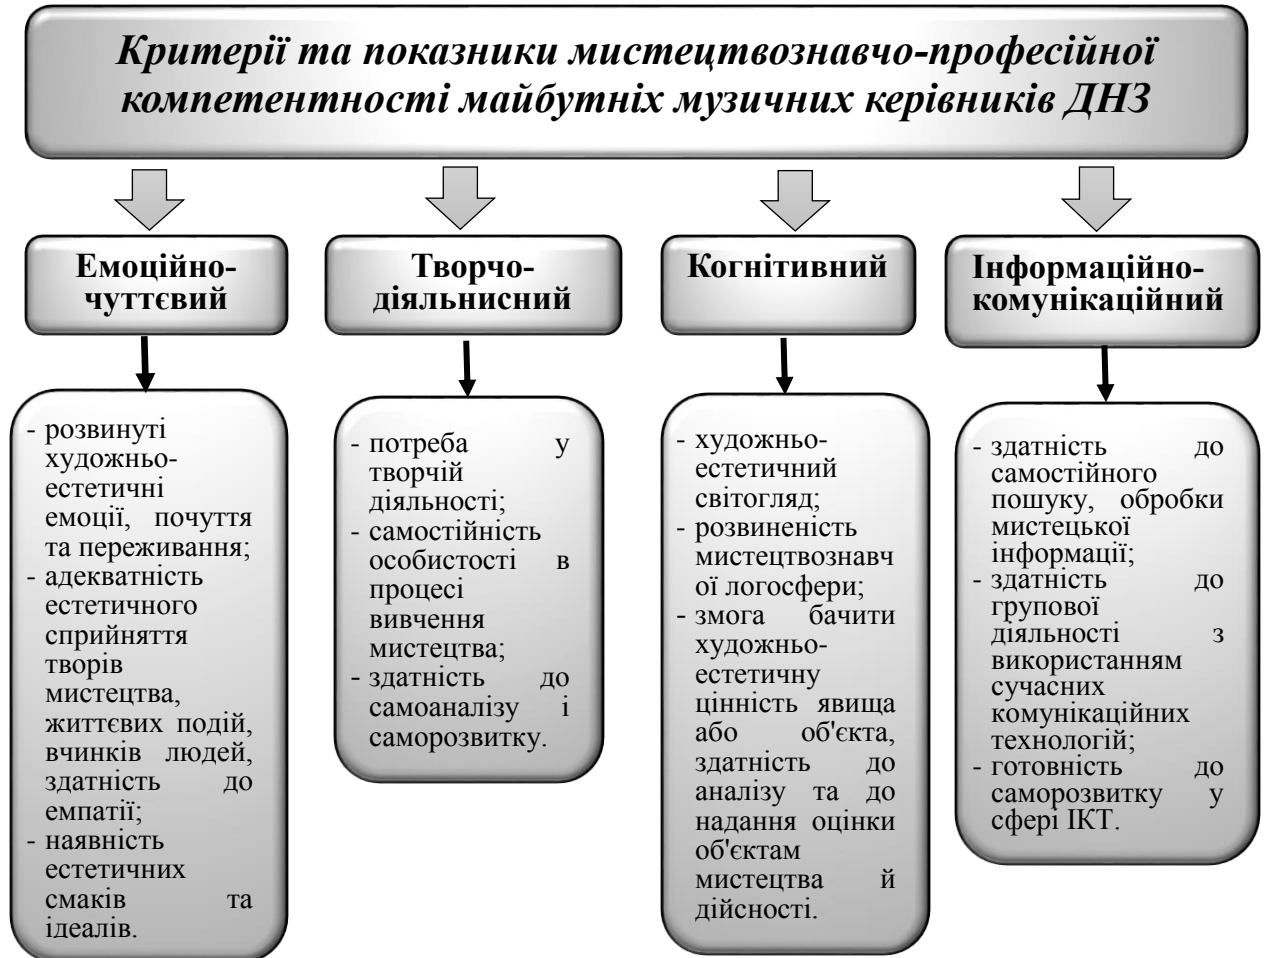 Критерії та показники мистецтвознавчо-професійної
компетентності майбутніх музичних керівників ДНЗ
Емоційно-
чуттєвий
Творчо-
діяльнисний
Когнітивний
Інформаційно-
комунікаційний
- розвинуті
художньо-
естетичні
емоції, почуття
та переживання;
- адекватність
естетичного
сприйняття
творів
мистецтва,
життєвих подій,
вчинків людей,
здатність до
емпатії;
- наявність
естетичних
смаків та
ідеалів.
- потреба у
творчій
діяльності;
- самостійність
особистості в
процесі
вивчення
мистецтва;
- здатність до
самоаналізу і
саморозвитку.
- художньо-
естетичний
світогляд;
- розвиненість
мистецтвознавч
ої логосфери;
- змога бачити
художньо-
естетичну
цінність явища
або об'єкта,
здатність до
аналізу та до
надання оцінки
об'єктам
мистецтва й
дійсності.
- здатність до
самостійного
пошуку, обробки
мистецької
інформації;
- здатність до
групової
діяльності з
використанням
сучасних
комунікаційних
технологій;
- готовність до
саморозвитку у
сфері ІКТ.